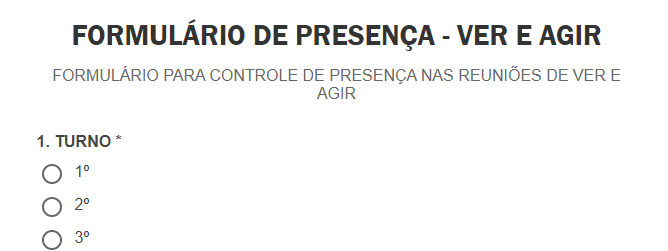 FORMULÁRIO DE PRESENÇA - VER E AGIR
FORMULÁRIO PARA CONTROLE DE PRESENÇA NAS REUNIÕES DE VER E
AGIR
1. TURNO *
1º
2º
3º